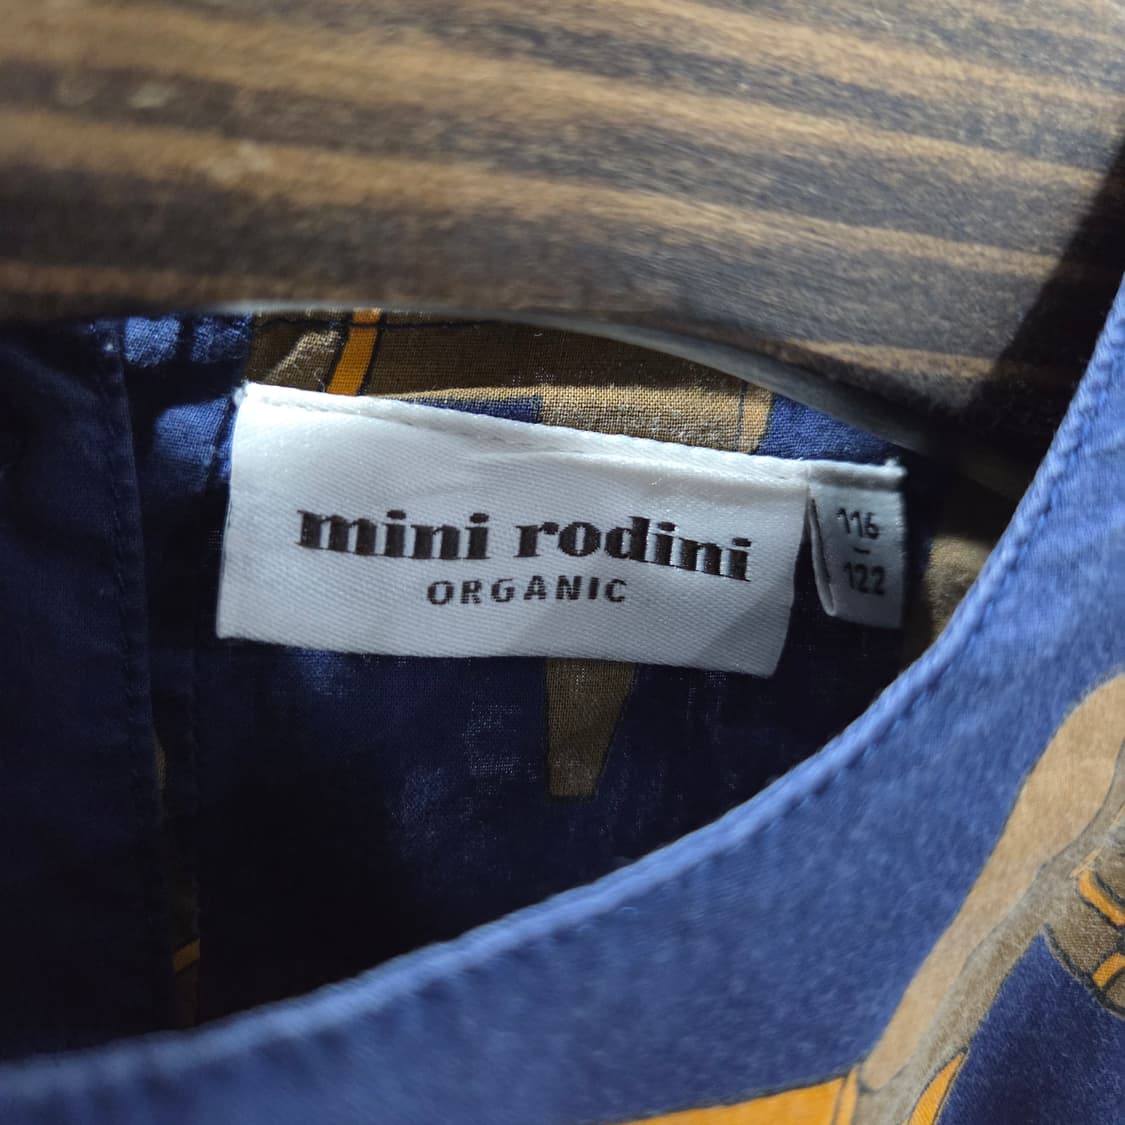 mini rodini
ORGANIC
116
-
122